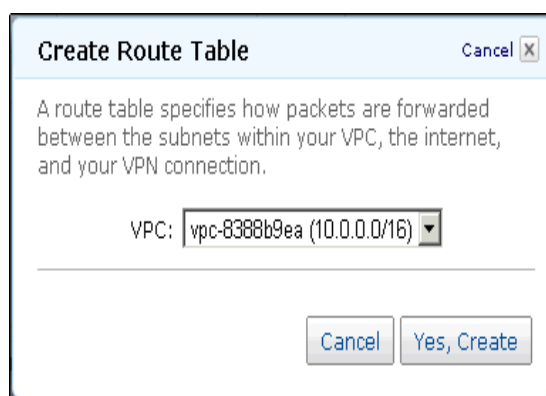 Create Route Table
Cancel
A route table specifies how packets are forwarded
between the subnets within your VPC, the internet,
and your VPN connection.
VPC: vpc-8388b9ea (10.0.0.0/16)
Cancel Yes, Create